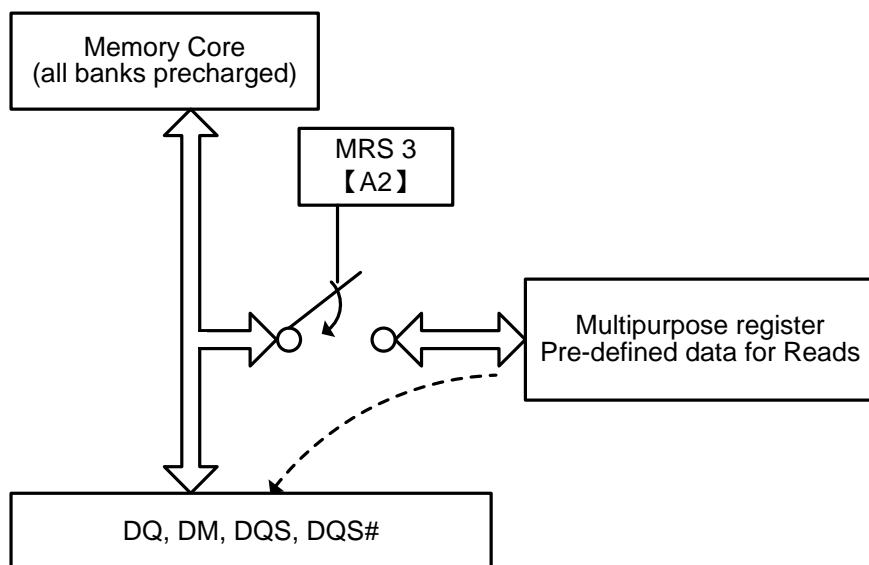 Memory Core
(all banks precharged)
MRS 3
【A2】
Multipurpose register
Pre-defined data for Reads
DQ, DM, DQS, DQS#